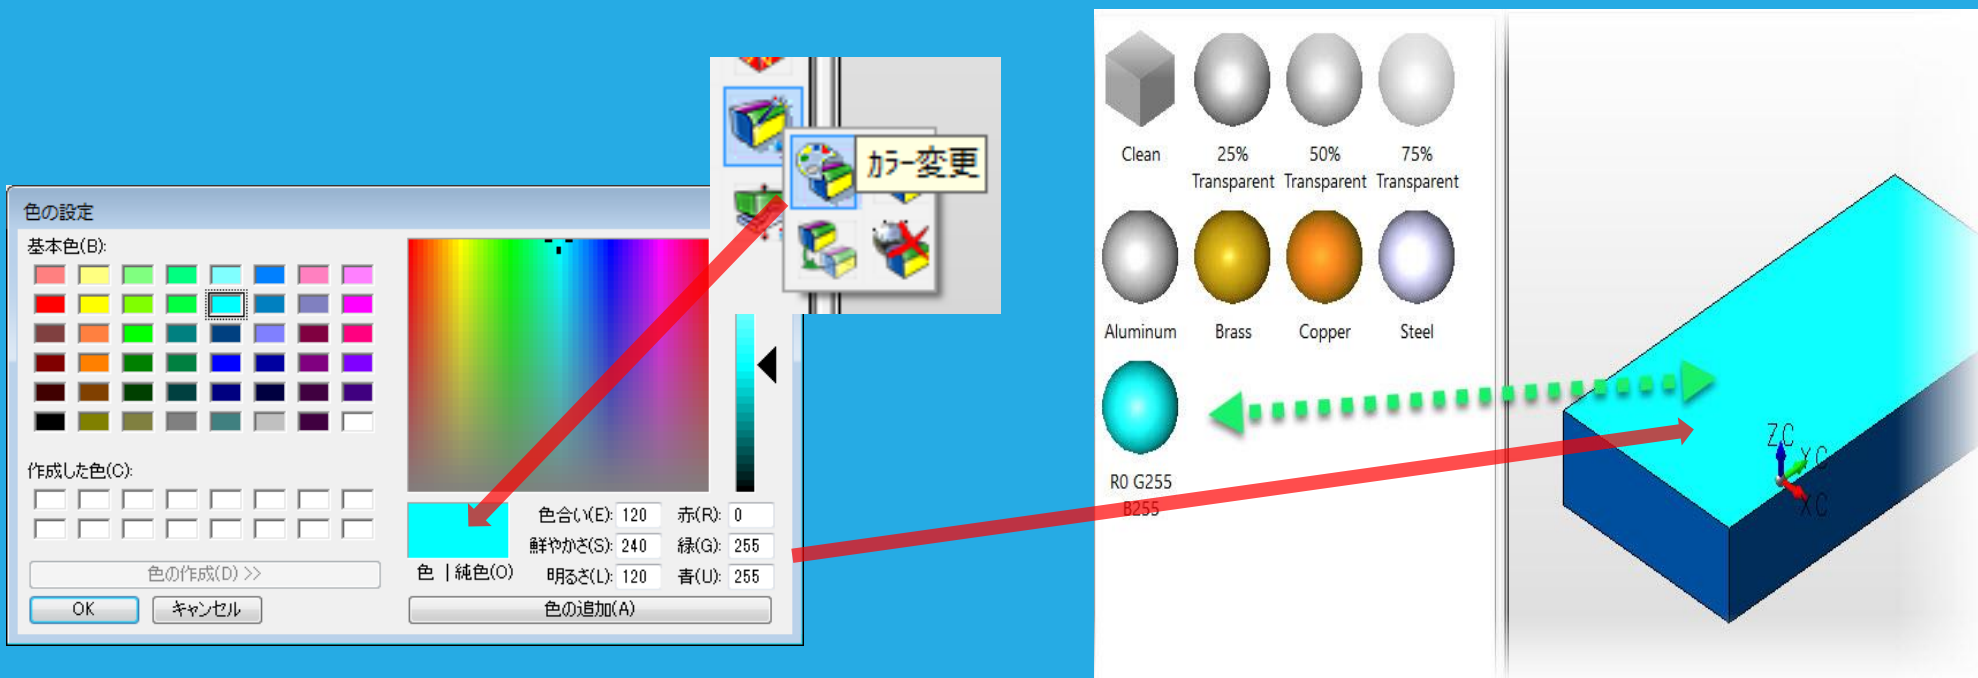 カラー変更
色の設定
基本色(B):
作成した色(C):
色の作成(D) >>
OK
キャンセル
色 | 純色(O)
色合い(E): 120
鮮やかさ(S): 240
明るさ(L): 120
赤(R): 0
緑(G): 255
青(U): 255
色の追加(A)
Clean
25%
Transparent
50%
Transparent
75%
Transparent
Aluminum
Brass
Copper
Steel
R0 G255
B255
ZC
YC
XC